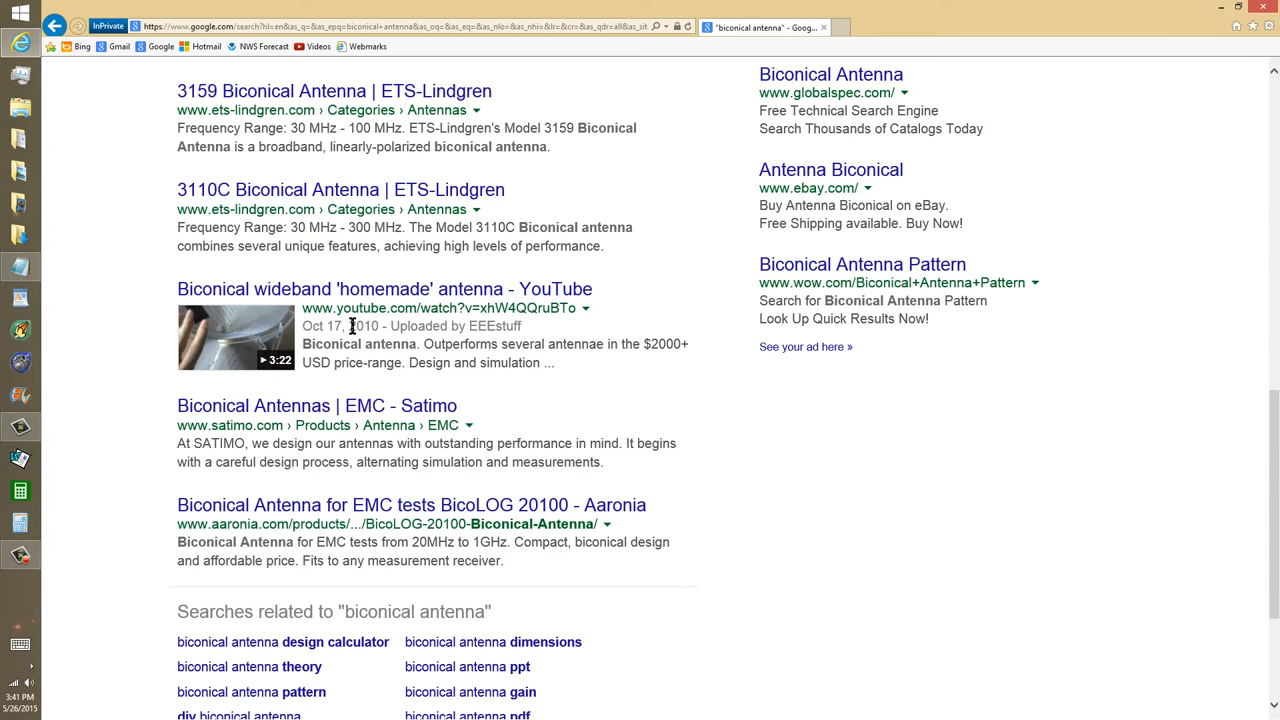 InPrivate
https://www.google.com/search?hl=en&as_q=&as_epq=biconical+antenna&as_oq=&as_eq=&as_nlo=&as_nhi=&lr=&cr=&as_qdr=all&as_sit
"biconical antenna" - Goog...
Bing Gmail Google Hotmail NWS Forecast Videos Webmarks
3159 Biconical Antenna | ETS-Lindgren
www.ets-lindgren.com › Categories › Antennas
Frequency Range: 30 MHz - 100 MHz. ETS-Lindgren's Model 3159 Biconical
Antenna is a broadband, linearly-polarized biconical antenna.
3110C Biconical Antenna | ETS-Lindgren
www.ets-lindgren.com › Categories › Antennas
Frequency Range: 30 MHz - 300 MHz. The Model 3110C Biconical antenna
combines several unique features, achieving high levels of performance.
Biconical wideband 'homemade' antenna - YouTube
3:22
www.youtube.com/watch?v=xhW4QQruBTo
Oct 17, 2010 - Uploaded by EEEstuff
Biconical antenna. Outperforms several antennae in the $2000+
USD price-range. Design and simulation ...
Biconical Antennas | EMC - Satimo
www.satimo.com › Products › Antenna › EMC
At SATIMO, we design our antennas with outstanding performance in mind. It begins
with a careful design process, alternating simulation and measurements.
Biconical Antenna for EMC tests BicoLOG 20100 - Aaronia
www.aaronia.com/products/.../BicoLOG-20100-Biconical-Antenna/
Biconical Antenna for EMC tests from 20MHz to 1GHz. Compact, biconical design
and affordable price. Fits to any measurement receiver.
Searches related to "biconical antenna"
biconical antenna design calculator
biconical antenna dimensions
biconical antenna theory
biconical antenna ppt
biconical antenna pattern
biconical antenna gain
diy biconical antenna
biconical antenna pdf
Biconical Antenna
www.globalspec.com/
Free Technical Search Engine
Search Thousands of Catalogs Today
Antenna Biconical
www.ebay.com/
Buy Antenna Biconical on eBay.
Free Shipping available. Buy Now!
Biconical Antenna Pattern
www.wow.com/Biconical+Antenna+Pattern
Search for Biconical Antenna Pattern
Look Up Quick Results Now!
See your ad here »
3:41 PM
5/26/2015